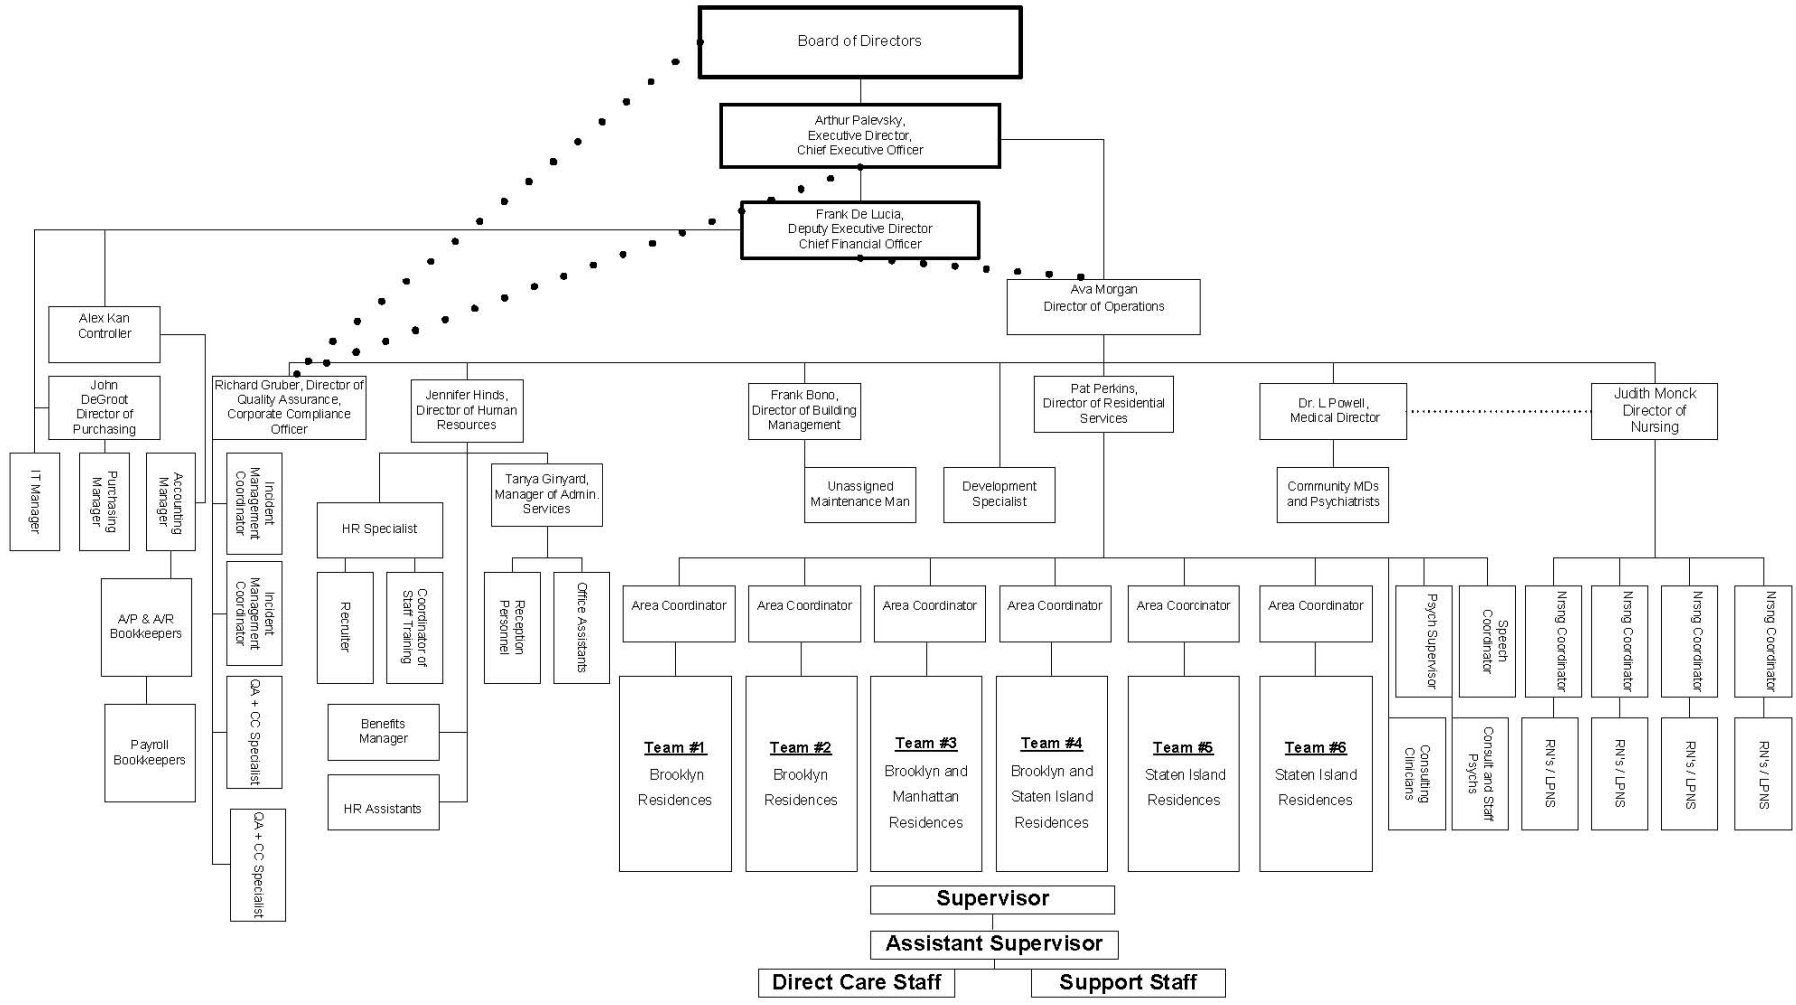 Board of Directors
Arthur Palevsky,
Executive Director,
Chief Executive Officer
Frank De Lucia,
Deputy Executive Director
Chief Financial Officer
Ava Morgan
Director of Operations
Alex Kan
Controller
John
DeGroot
Director of
Purchasing
Richard Gruber, Director of
Quality Assurance,
Corporate Compliance
Officer
Jennifer Hinds,
Director of Human
Resources
Frank Bono,
Director of Building
Management
Pat Perkins,
Director of Residential
Services
Dr. L Powell,
Medical Director
Judith Monck
Director of
Nursing
IT Manager
Purchasing
Manager
Accounting
Manager
Incident
Management
Coordinator
Tanya Ginyard,
Manager of Admin.
Services
Unassigned
Maintenance Man
Development
Specialist
Community MDs
and Psychiatrists
HR Specialist
A/P & A/R
Bookkeepers
Incident
Management
Coordinator
Recruiter
Coordinator of
Staff Training
Reception
Personnel
Office Assistants
Area Coordinator
Area Coordinator
Area Coordinator
Area Coordinator
Area Coordinator
Area Coordinator
Psych Supervisor
Speech
Coordinator
Nrsng Coordinator
Nrsng Coordinator
Nrsng Coordinator
Nrsng Coordinator
Payroll
Bookkeepers
QA + CC Specialist
Benefits
Manager
HR Assistants
QA + CC Specialist
Team #1
Brooklyn
Residences
Team #2
Brooklyn
Residences
Team #3
Brooklyn and
Manhattan
Residences
Team #4
Brooklyn and
Staten Island
Residences
Team #5
Staten Island
Residences
Team #6
Staten Island
Residences
Consulting
Clinicians
Consult and Staff
Psychs
RN's / LPNS
RN's / LPNS
RN's / LPNS
RN's / LPNS
Supervisor
Assistant Supervisor
Direct Care Staff
Support Staff